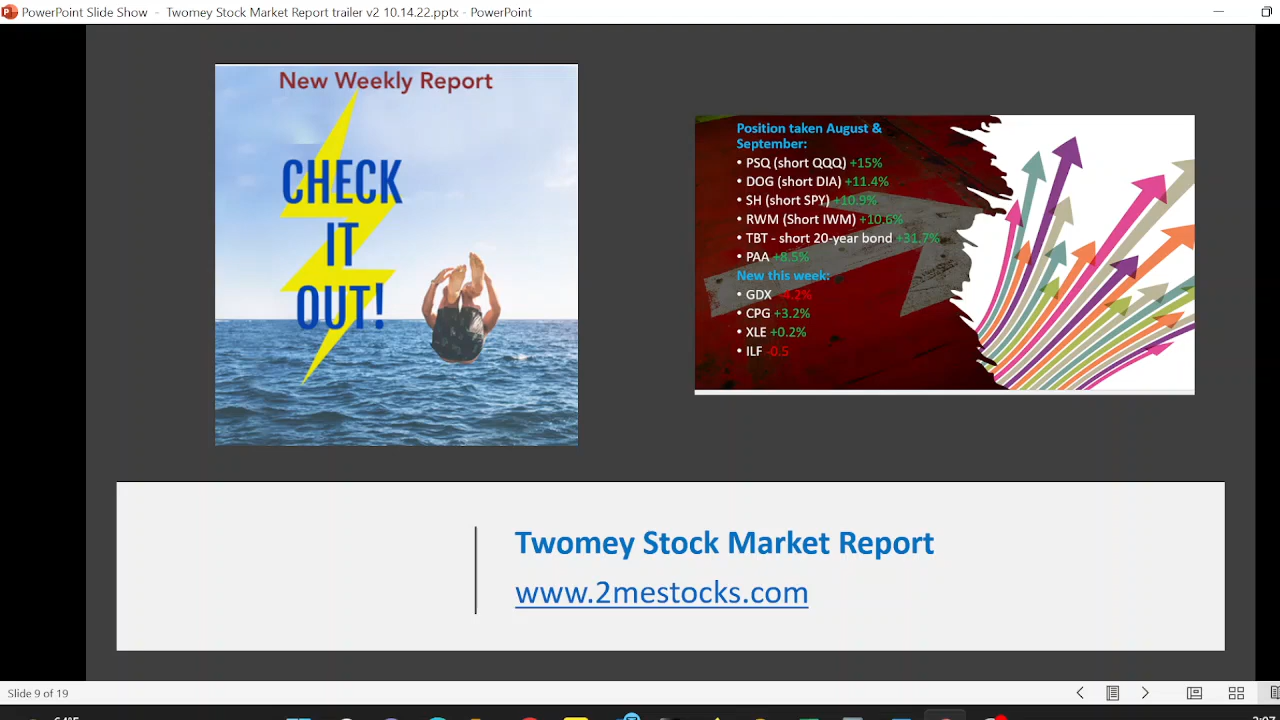 PowerPoint Slide Show - Twomey Stock Market Report trailer v2 10.14.22.pptx - PowerPoint
New Weekly Report
CHECK
IT
OUT!
Position taken August &
September:
• PSQ (short QQQ) +15%
• DOG (short DIA) +11.4%
• SH (short SPY) +10.9%
• RWM (Short IWM) +10.6%
• TBT - short 20-year bond +31.7%
• PAA +8.5%
New this week:
• GDX -4.2%
• CPG +3.2%
• XLE +0.2%
• ILF -0.5
Twomey Stock Market Report
www.2mestocks.com
Slide 9 of 19